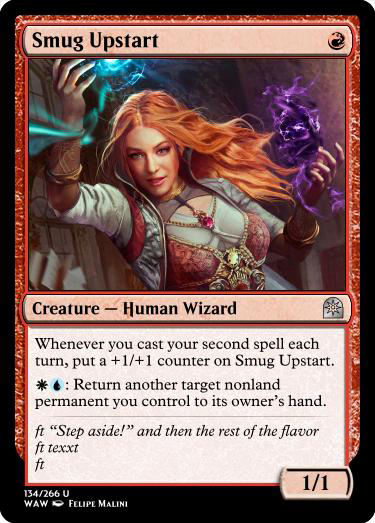 Smug Upstart
Creature — Human Wizard
Whenever you cast your second spell each
turn, put a +1/+1 counter on Smug Upstart.
: Return another target nonland
permanent you control to its owner's hand.
ft “Step aside!” and then the rest of the flavor
ft texxt
ft
1/1
134/266 U
WAW Felipe Malini